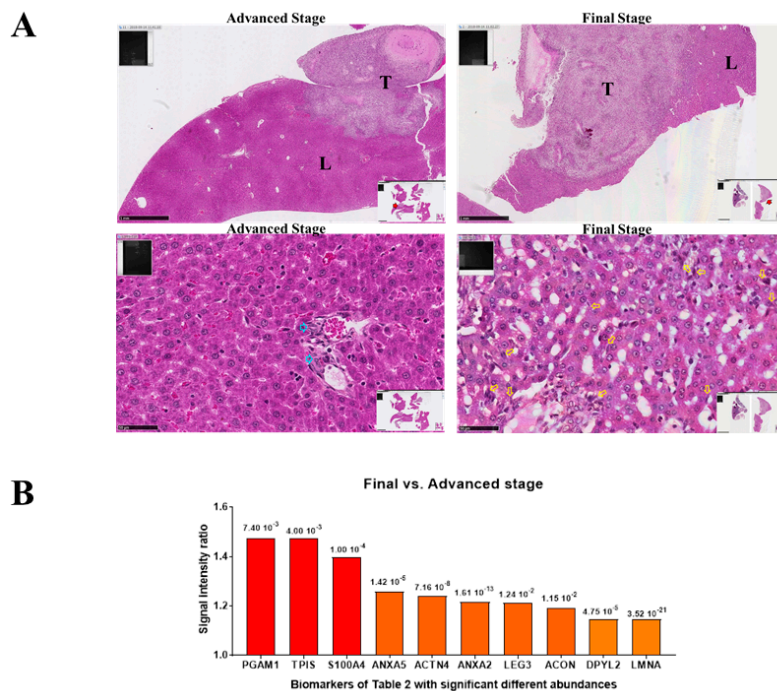 A
Advanced Stage
Final Stage
T
L
T
L
Advanced Stage
Final Stage
B
Final vs. Advanced stage
Signal Intensity ratio
1.6
1.4
1.2
1.0
7.40 10-3
4.00 10-3
1.00 10-4
1.42 10-5
7.16 10-8
1.61 10-13
1.24 10-2
1.15 10-2
4.75 10-5
3.52 10-21
PGAM1 TPIS S100A4 ANXA5 ACTN4 ANXA2 LEG3 ACON DPYL2 LMNA
Biomarkers of Table 2 with significant different abundances